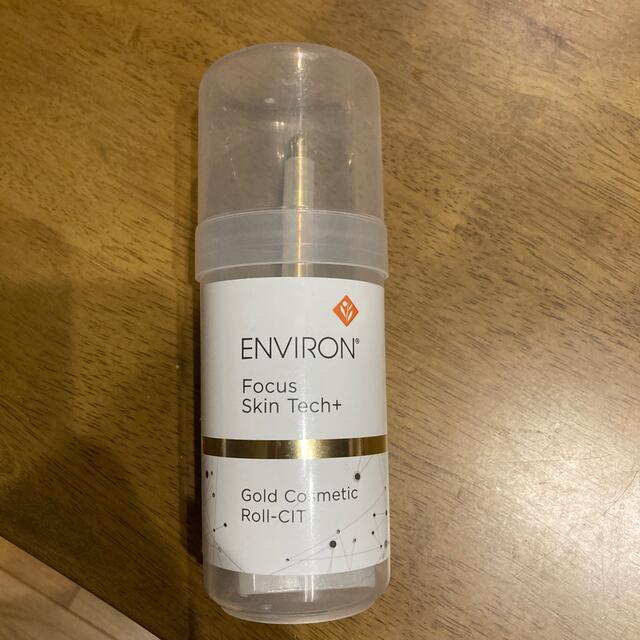 ENVIRON®
Focus
Skin Tech+
Gold Cosmetic
Roll-CIT